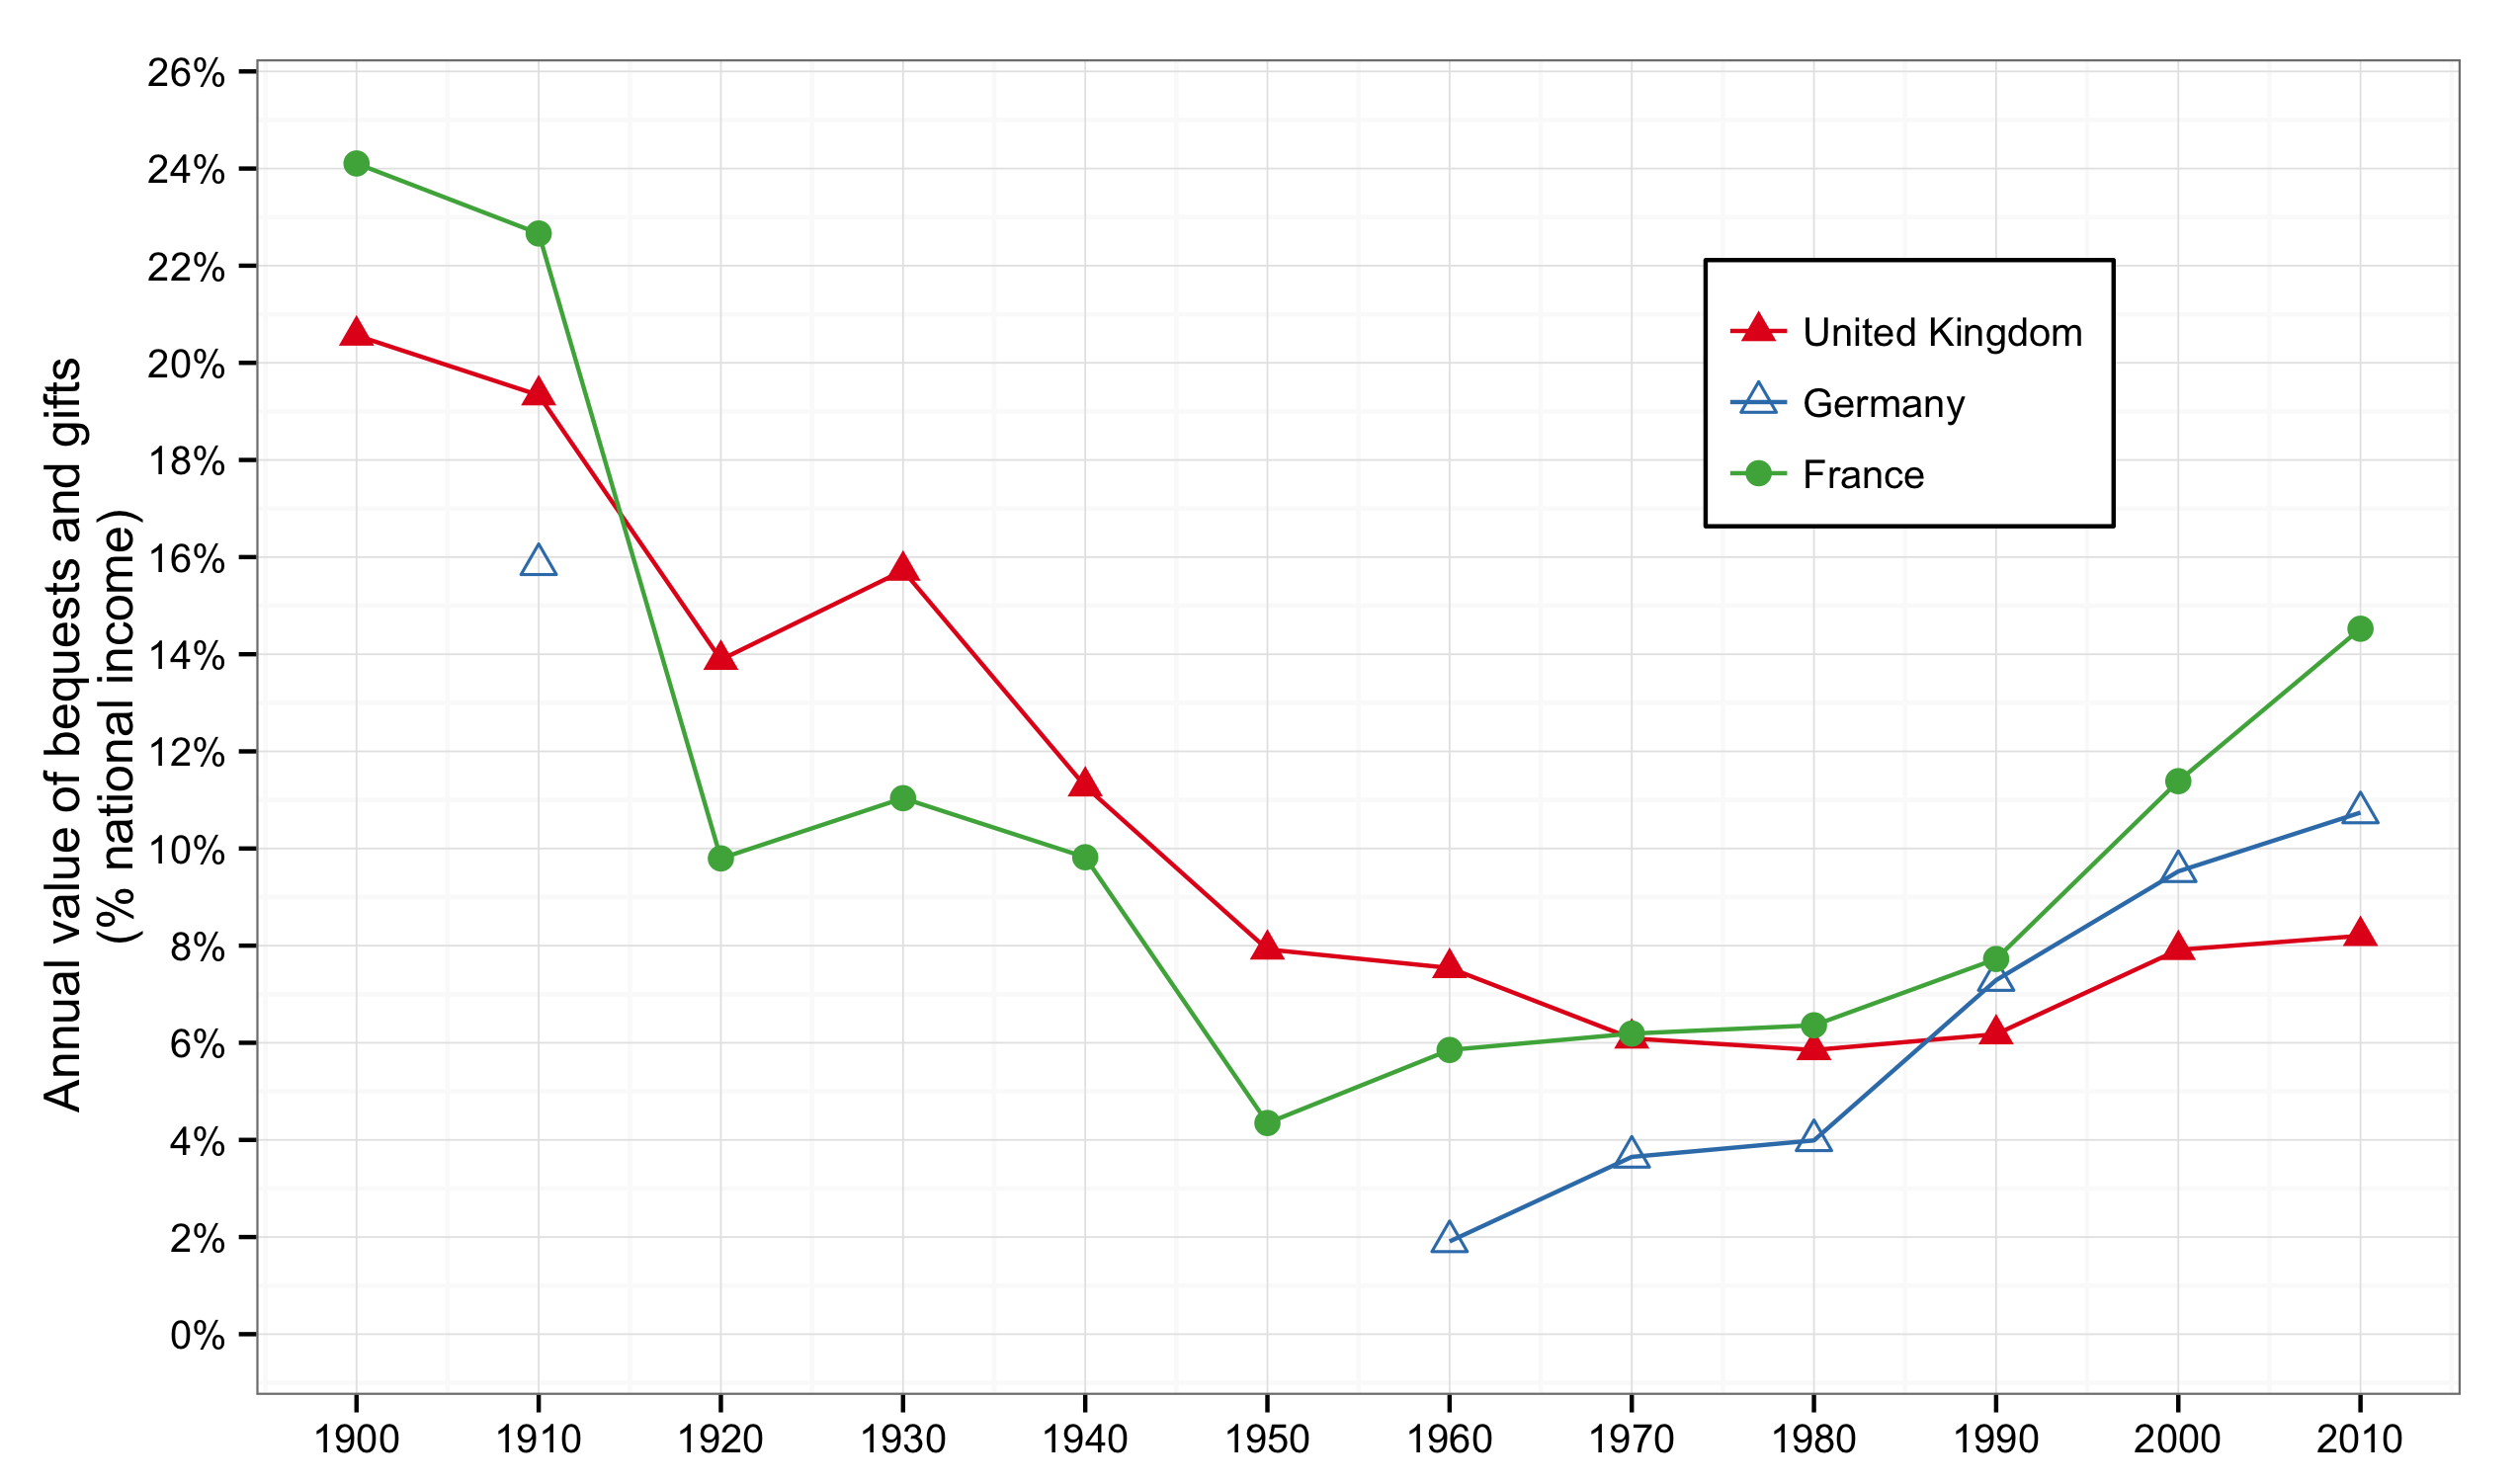 Annual value of bequests and gifts
(% national income)
26%
24%
22%
20%
18%
16%
14%
12%
10%
8%
6%
4%
2%
0%
United Kingdom
Germany
France
1900 1910 1920 1930 1940 1950 1960 1970 1980 1990 2000 2010